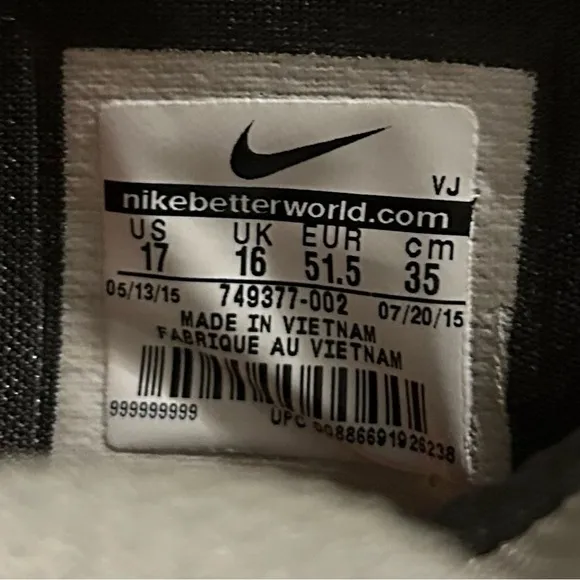 VJ
nikebetterworld.com
US UK EUR cm
17 16 51.5 35
05/13/15 749377-002 07/20/15
MADE IN VIETNAM
FABRIQUE AU VIETNAM
999999999
UPC 00886691926238